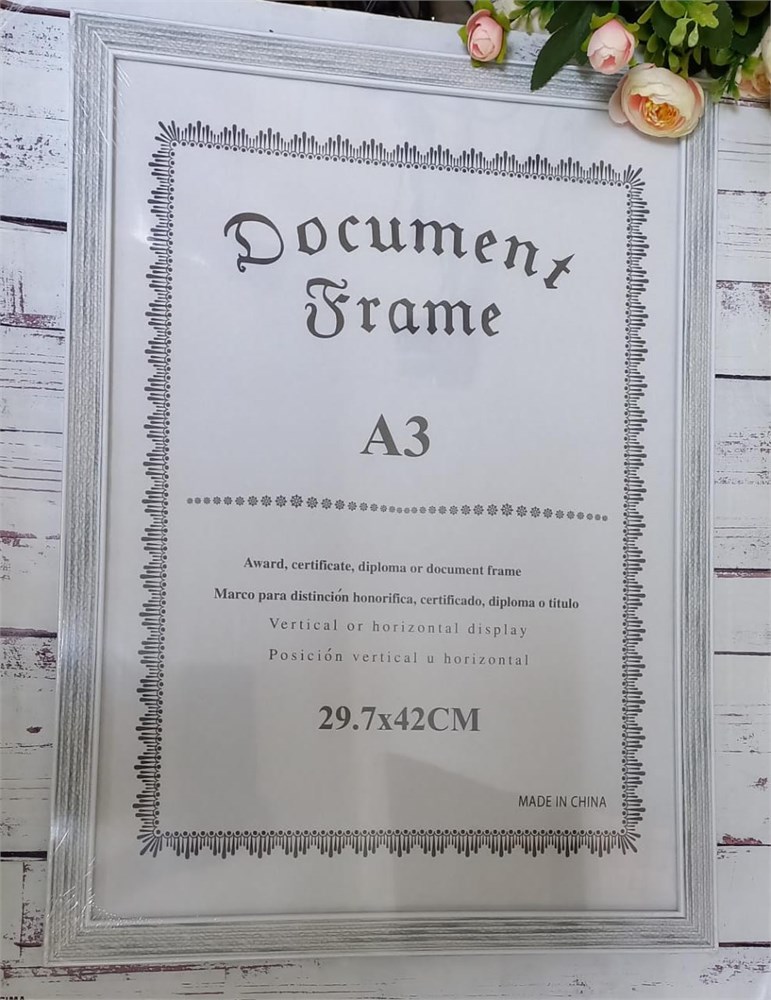 Document
Frame
A3
Award, certificate, diploma or document frame
Marco para distinción honorifica, certificado, diploma o titulo
Vertical or horizontal display
Posición vertical u horizontal
29.7x42CM
MADE IN CHINA